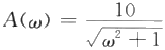 A(ω) = 10 / √(ω² + 1)